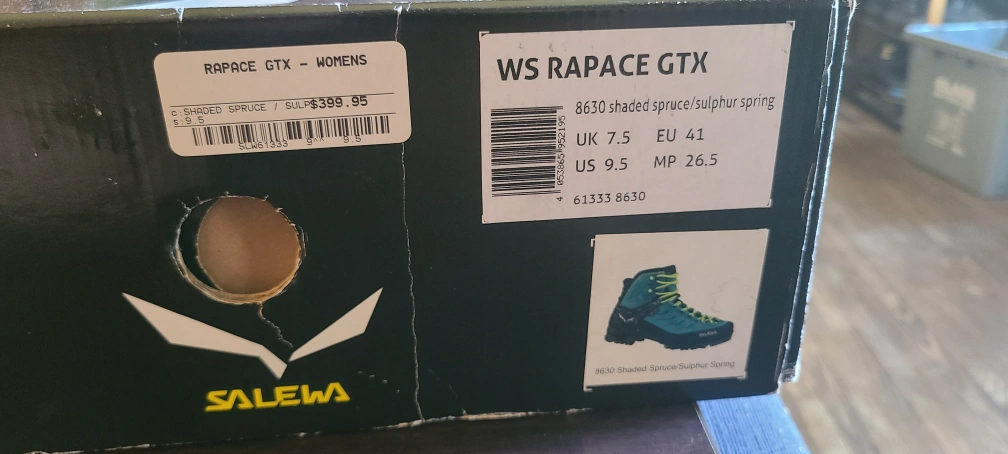 RAPACE GTX - WOMENS
c:SHADED SPRUCE / SULP$399.95
s:9.5
SLW61333 9.5
WS RAPACE GTX
8630 shaded spruce/sulphur spring
UK 7.5 EU 41
US 9.5 MP 26.5
4 053865 952195
61333 8630
8630 Shaded Spruce/Sulphur Spring
SALEWA